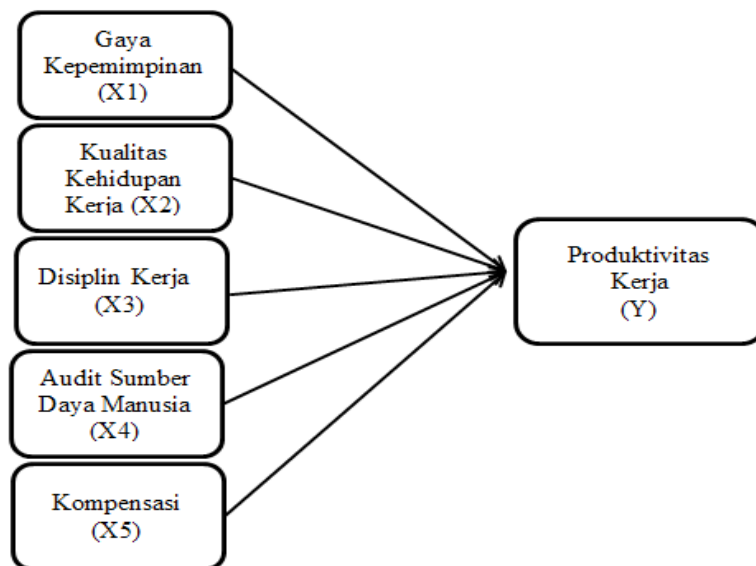 Gaya
Kepemimpinan
(X1)
Kualitas
Kehidupan
Kerja (X2)
Disiplin Kerja
(X3)
Audit Sumber
Daya Manusia
(X4)
Kompensasi
(X5)
Produktivitas
Kerja
(Y)